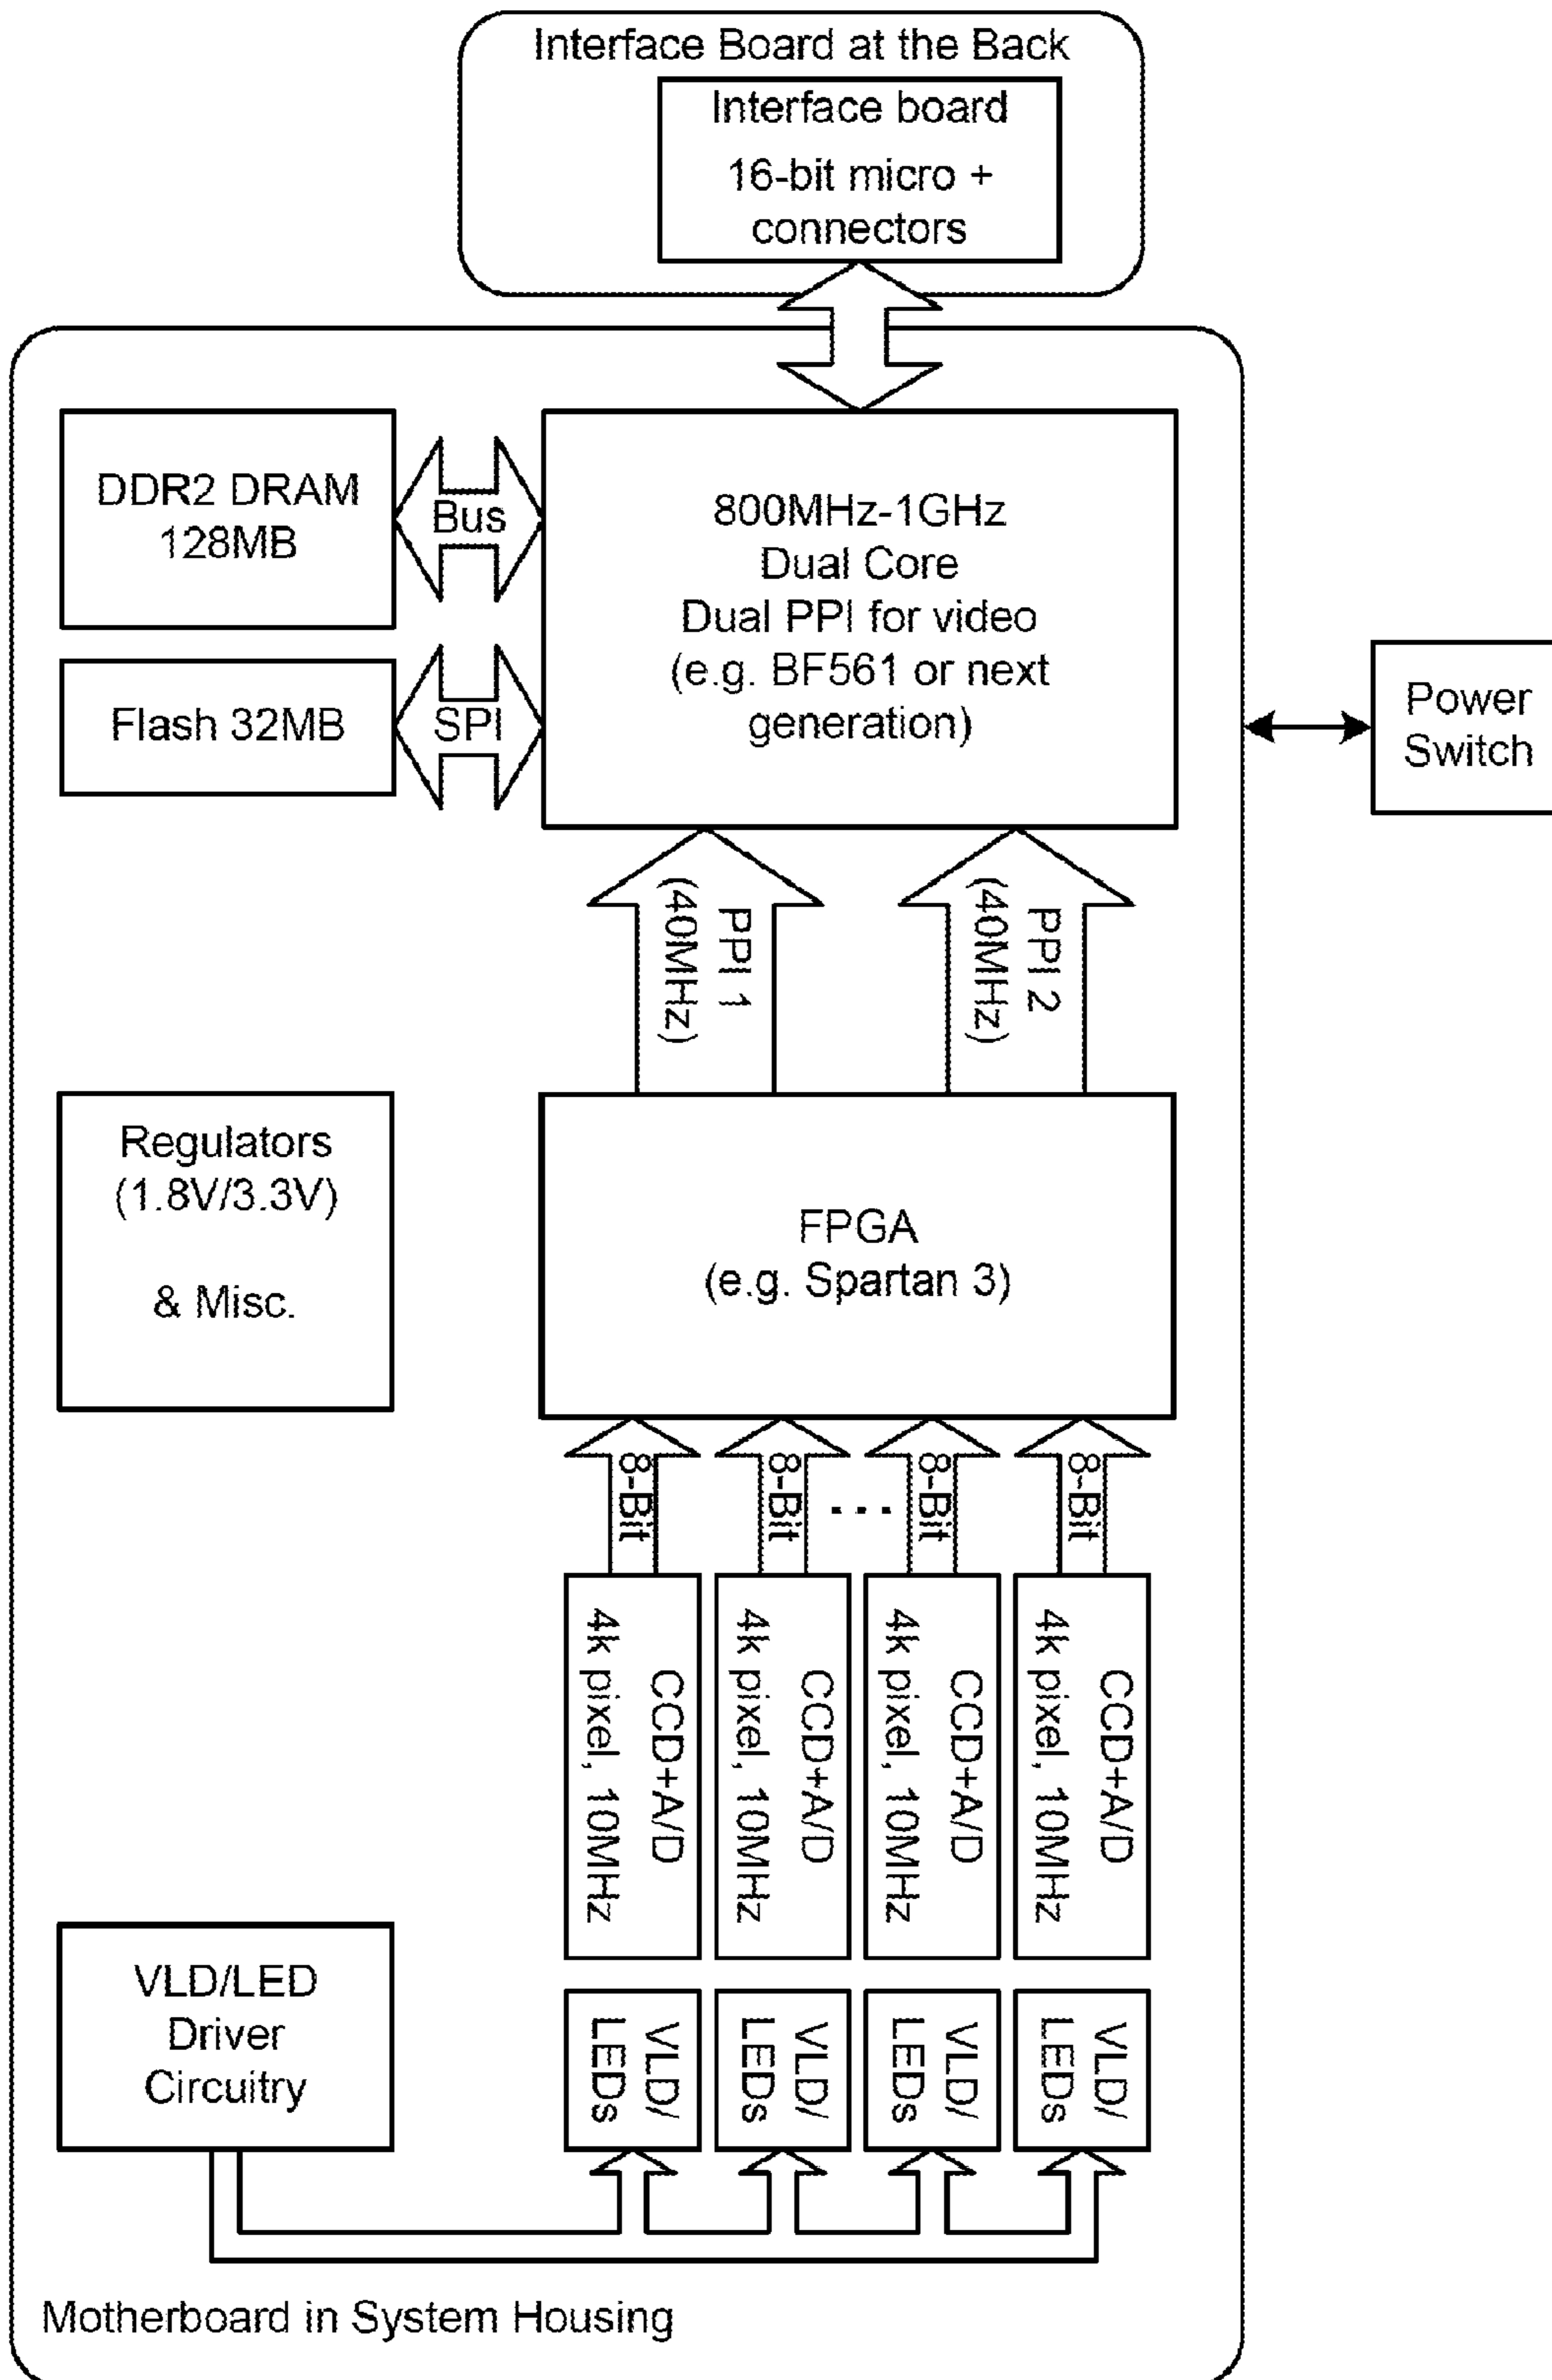 Interface Board at the Back
Interface board
16-bit micro +
connectors
DDR2 DRAM
128MB
Bus
800MHz-1GHz
Dual Core
Dual PPI for video
(e.g. BF561 or next
generation)
Flash 32MB
SPI
Power
Switch
PPI 1
(40MHz)
PPI 2
(40MHz)
Regulators
(1.8V/3.3V)
& Misc.
FPGA
(e.g. Spartan 3)
8-Bit
8-Bit
...
8-Bit
8-Bit
CCD+A/D
4k pixel, 10MHz
CCD+A/D
4k pixel, 10MHz
CCD+A/D
4k pixel, 10MHz
CCD+A/D
4k pixel, 10MHz
VLD/LED
Driver
Circuitry
VLD/
LEDs
VLD/
LEDs
VLD/
LEDs
VLD/
LEDs
Motherboard in System Housing